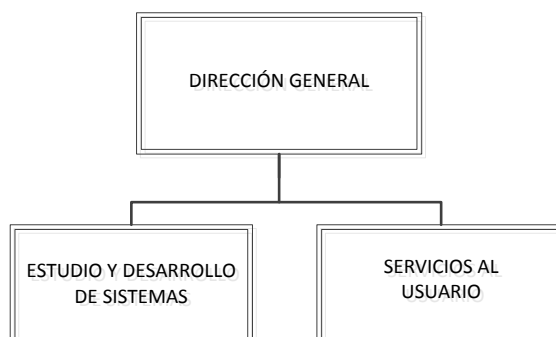 DIRECCIÓN GENERAL
ESTUDIO Y DESARROLLO
DE SISTEMAS
SERVICIOS AL
USUARIO